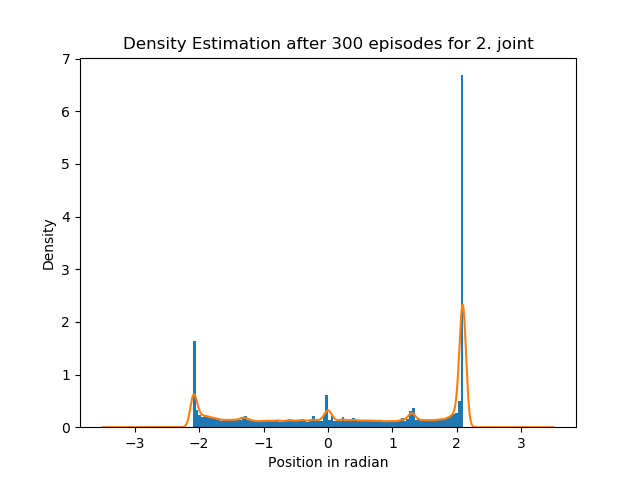 Density Estimation after 300 episodes for 2. joint
7
6
5
4
3
2
1
0
Density
−3 −2 −1 0 1 2 3
Position in radian